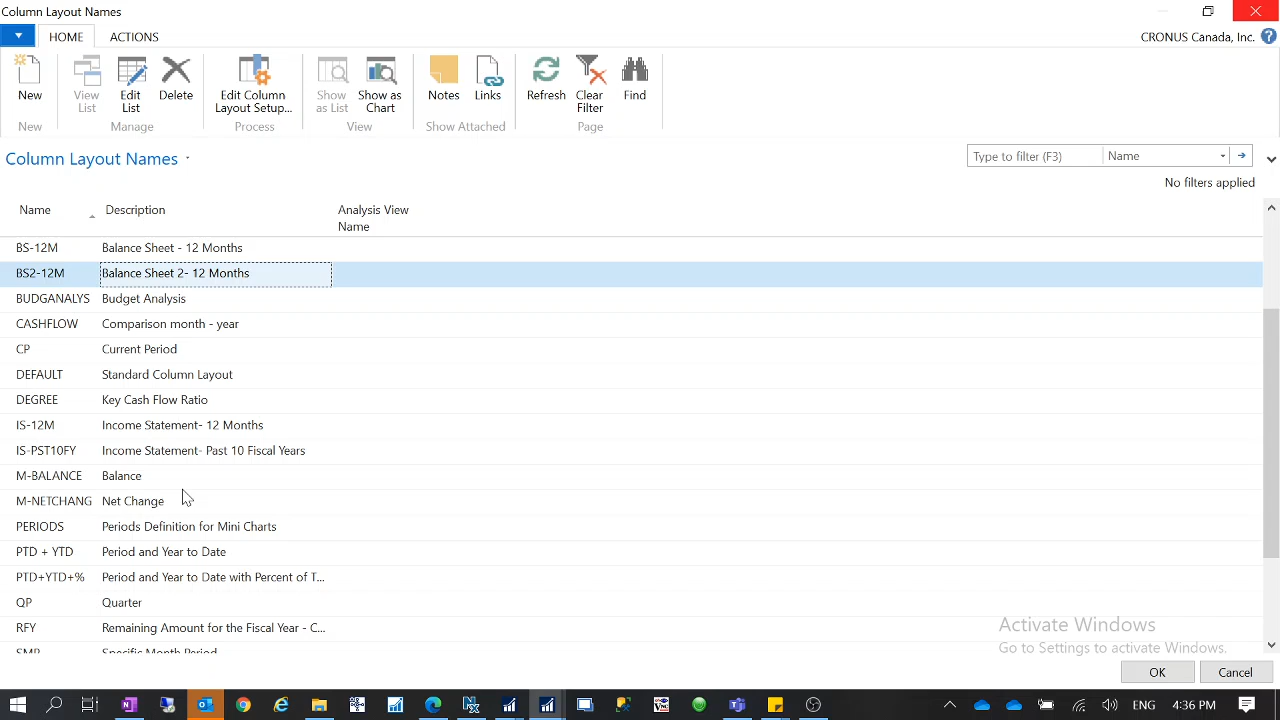 Column Layout Names
HOME
ACTIONS
CRONUS Canada, Inc.
New
View List
Edit List
Delete
Edit Column Layout Setup...
Show as List
Show as Chart
Notes
Links
Refresh
Clear Filter
Find
New
Manage
Process
View
Show Attached
Page
Column Layout Names
Type to filter (F3)
Name
No filters applied
Name
Description
Analysis View Name
BS-12M Balance Sheet - 12 Months
BS2-12M Balance Sheet 2- 12 Months
BUDGANALYS Budget Analysis
CASHFLOW Comparison month - year
CP Current Period
DEFAULT Standard Column Layout
DEGREE Key Cash Flow Ratio
IS-12M Income Statement- 12 Months
IS-PST10FY Income Statement- Past 10 Fiscal Years
M-BALANCE Balance
M-NETCHANG Net Change
PERIODS Periods Definition for Mini Charts
PTD + YTD Period and Year to Date
PTD+YTD+% Period and Year to Date with Percent of T...
QP Quarter
RFY Remaining Amount for the Fiscal Year - C...
Specific Month Period
Activate Windows
Go to Settings to activate Windows.
OK
Cancel
ENG
4:36 PM